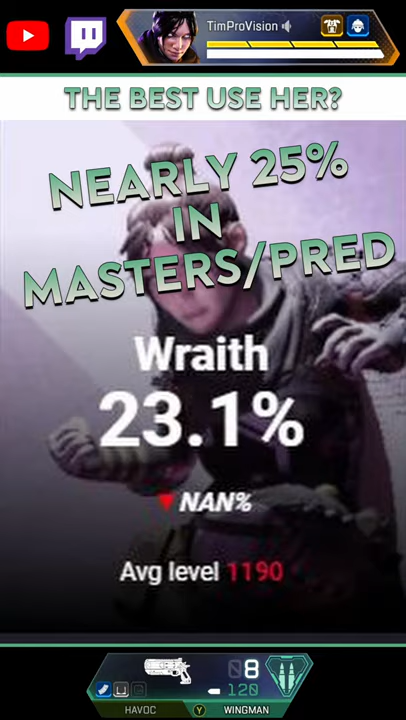 TimProVision
THE BEST USE HER?
NEARLY 25%
IN
MASTERS/PRED
Wraith
23.1%
NAN%
Avg level 1190
08
120
HAVOC
Y
WINGMAN